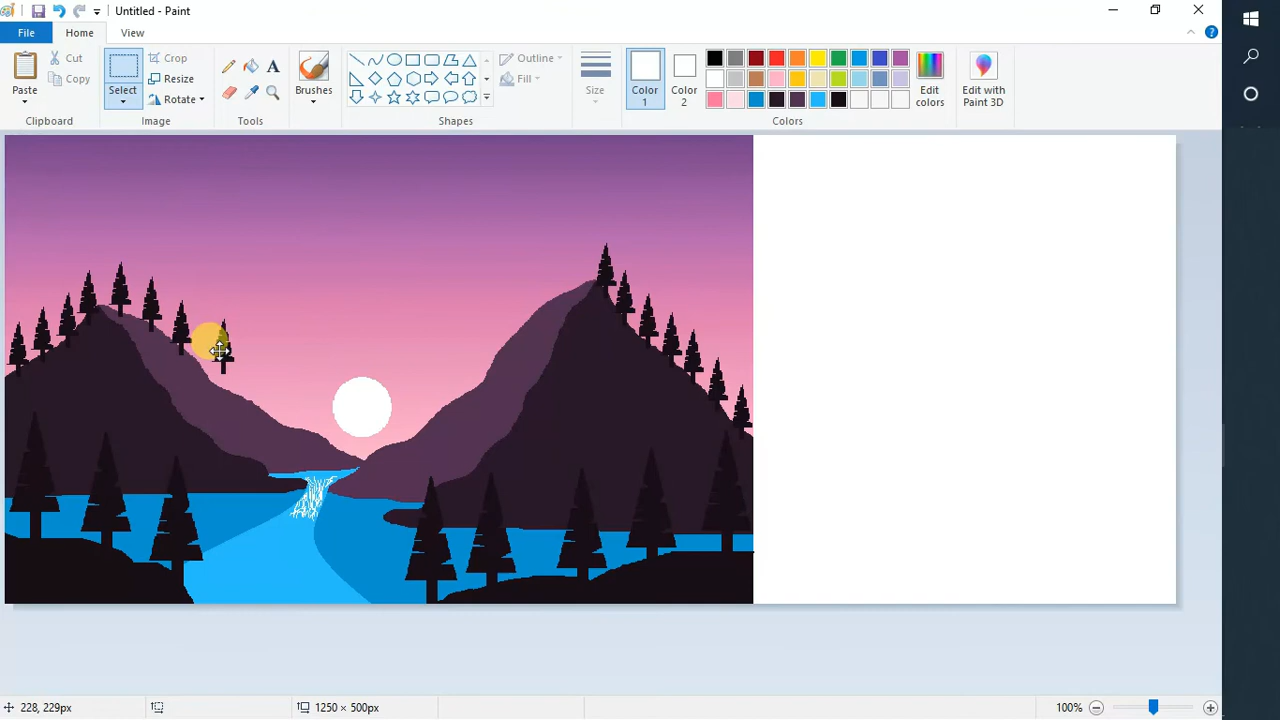 Untitled - Paint
File Home View
Paste Cut Copy Clipboard
Select Crop Resize Rotate Image
A Tools
Brushes
Outline Fill Shapes
Size
Color 1 Color 2 Edit colors Colors
Edit with Paint 3D
228, 229px 1250 × 500px 100%